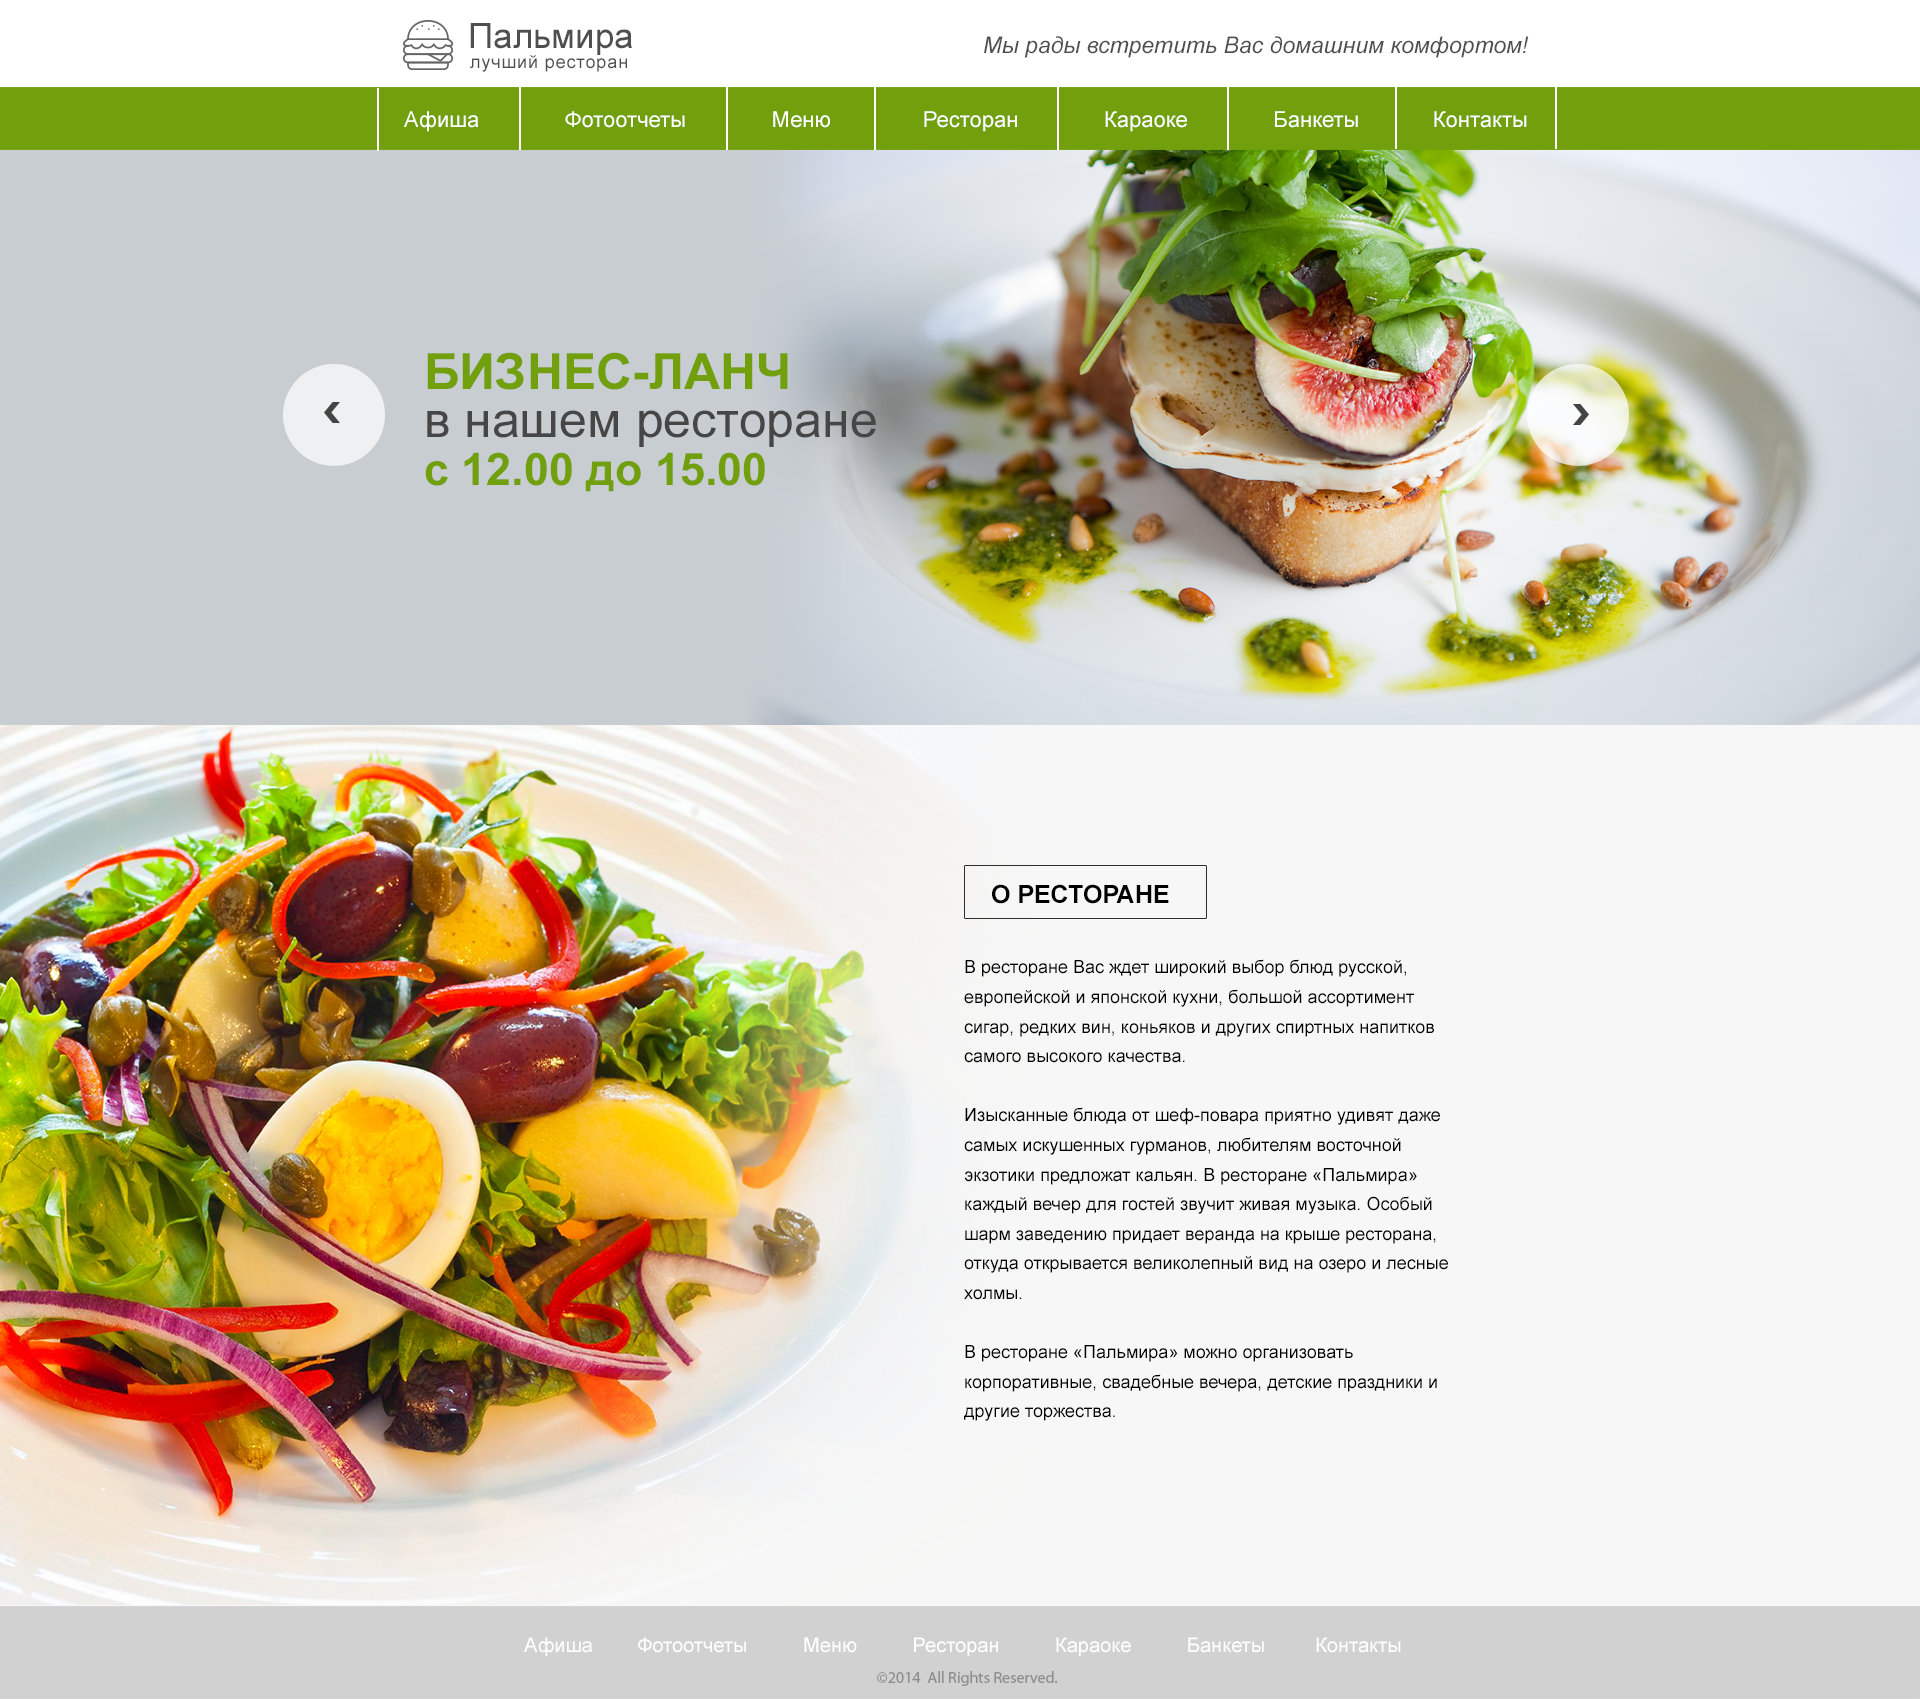 Пальмира
лучший ресторан
Мы рады встретить Вас домашним комфортом!
Афиша Фотоотчеты Меню Ресторан Караоке Банкеты Контакты
БИЗНЕС-ЛАНЧ
в нашем ресторане
с 12.00 до 15.00
О РЕСТОРАНЕ
В ресторане Вас ждет широкий выбор блюд русской,
европейской и японской кухни, большой ассортимент
сигар, редких вин, коньяков и других спиртных напитков
самого высокого качества.
Изысканные блюда от шеф-повара приятно удивят даже
самых искушенных гурманов, любителям восточной
экзотики предложат кальян. В ресторане «Пальмира»
каждый вечер для гостей звучит живая музыка. Особый
шарм заведению придает веранда на крыше ресторана,
откуда открывается великолепный вид на озеро и лесные
холмы.
В ресторане «Пальмира» можно организовать
корпоративные, свадебные вечера, детские праздники и
другие торжества.
Афиша Фотоотчеты Меню Ресторан Караоке Банкеты Контакты
©2014 All Rights Reserved.